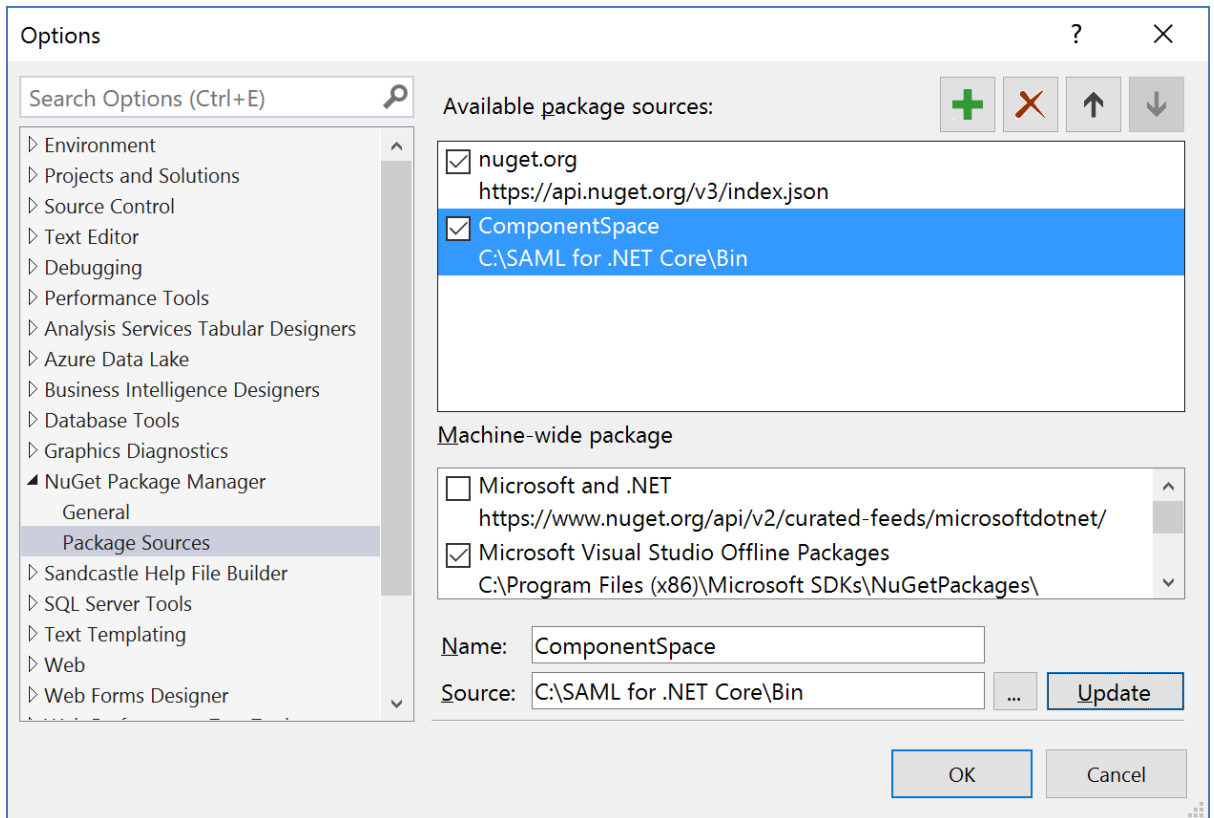 Options
?
Search Options (Ctrl+E)
Environment
Projects and Solutions
Source Control
Text Editor
Debugging
Performance Tools
Analysis Services Tabular Designers
Azure Data Lake
Business Intelligence Designers
Database Tools
Graphics Diagnostics
NuGet Package Manager
General
Package Sources
Sandcastle Help File Builder
SQL Server Tools
Text Templating
Web
Web Forms Designer
Available package sources:
nuget.org
https://api.nuget.org/v3/index.json
ComponentSpace
C:\SAML for .NET Core\Bin
Machine-wide package
Microsoft and .NET
https://www.nuget.org/api/v2/curated-feeds/microsoftdotnet/
Microsoft Visual Studio Offline Packages
C:\Program Files (x86)\Microsoft SDKs\NuGetPackages\
Name: ComponentSpace
Source: C:\SAML for .NET Core\Bin ... Update
OK Cancel